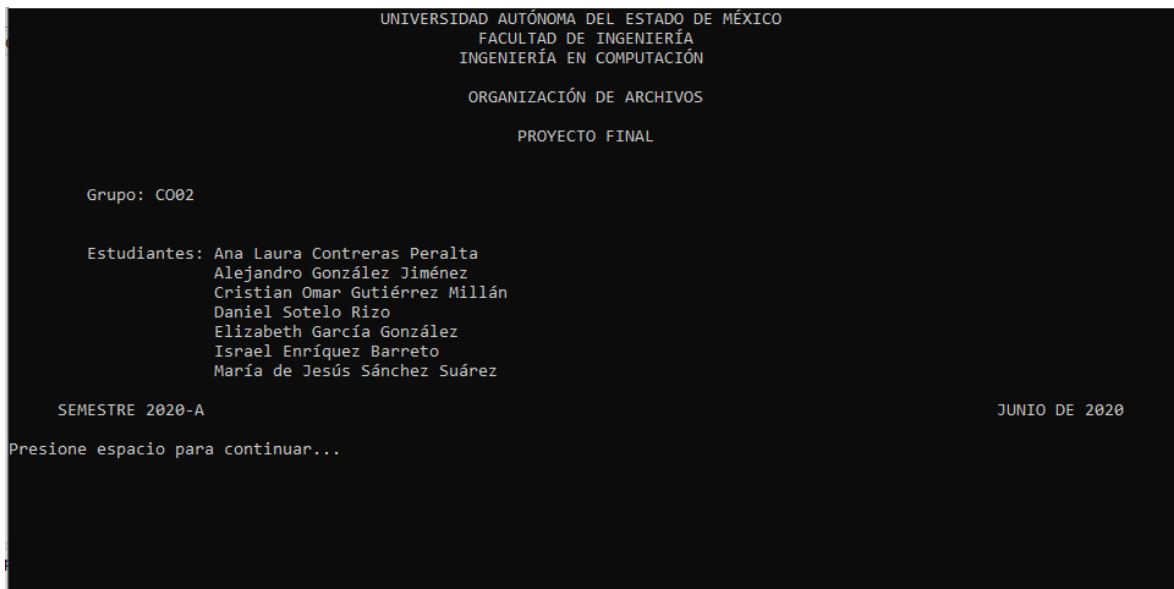 UNIVERSIDAD AUTÓNOMA DEL ESTADO DE MÉXICO
FACULTAD DE INGENIERÍA
INGENIERÍA EN COMPUTACIÓN
ORGANIZACIÓN DE ARCHIVOS
PROYECTO FINAL
Grupo: CO02
Estudiantes: Ana Laura Contreras Peralta
Alejandro González Jiménez
Cristian Omar Gutiérrez Millán
Daniel Sotelo Rizo
Elizabeth García González
Israel Enríquez Barreto
María de Jesús Sánchez Suárez
SEMESTRE 2020-A JUNIO DE 2020
Presione espacio para continuar...